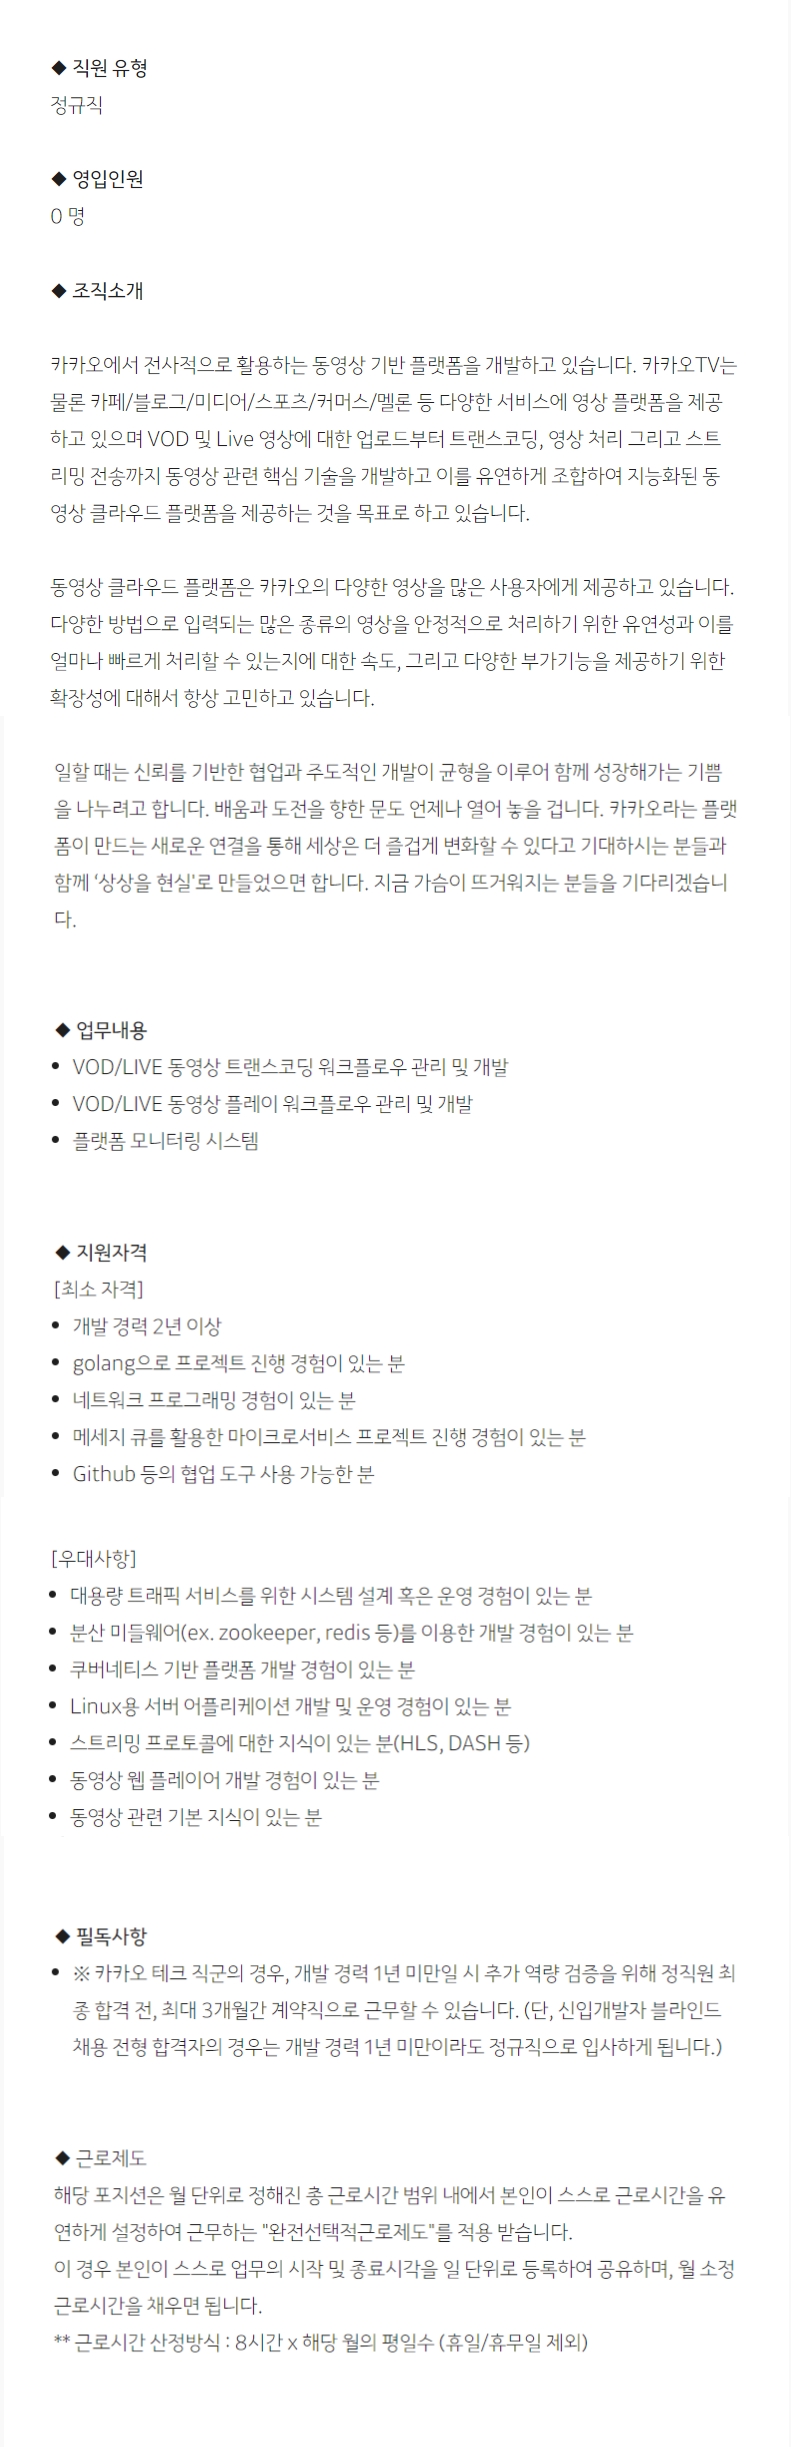 ◆ 직원 유형
정규직
◆ 영입인원
0 명
◆ 조직소개
카카오에서 전사적으로 활용하는 동영상 기반 플랫폼을 개발하고 있습니다. 카카오TV는
물론 카페/블로그/미디어/스포츠/커머스/멜론 등 다양한 서비스에 영상 플랫폼을 제공
하고 있으며 VOD 및 Live 영상에 대한 업로드부터 트랜스코딩, 영상 처리 그리고 스트
리밍 전송까지 동영상 관련 핵심 기술을 개발하고 이를 유연하게 조합하여 지능화된 동
영상 클라우드 플랫폼을 제공하는 것을 목표로 하고 있습니다.
동영상 클라우드 플랫폼은 카카오의 다양한 영상을 많은 사용자에게 제공하고 있습니다.
다양한 방법으로 입력되는 많은 종류의 영상을 안정적으로 처리하기 위한 유연성과 이를
얼마나 빠르게 처리할 수 있는지에 대한 속도, 그리고 다양한 부가기능을 제공하기 위한
확장성에 대해서 항상 고민하고 있습니다.
일할 때는 신뢰를 기반한 협업과 주도적인 개발이 균형을 이루어 함께 성장해가는 기쁨
을 나누려고 합니다. 배움과 도전을 향한 문도 언제나 열어 놓을 겁니다. 카카오라는 플랫
폼이 만드는 새로운 연결을 통해 세상은 더 즐겁게 변화할 수 있다고 기대하시는 분들과
함께 ‘상상을 현실'로 만들었으면 합니다. 지금 가슴이 뜨거워지는 분들을 기다리겠습니
다.
◆ 업무내용
• VOD/LIVE 동영상 트랜스코딩 워크플로우 관리 및 개발
• VOD/LIVE 동영상 플레이 워크플로우 관리 및 개발
• 플랫폼 모니터링 시스템
◆ 지원자격
[최소 자격]
• 개발 경력 2년 이상
• golang으로 프로젝트 진행 경험이 있는 분
• 네트워크 프로그래밍 경험이 있는 분
• 메세지 큐를 활용한 마이크로서비스 프로젝트 진행 경험이 있는 분
• Github 등의 협업 도구 사용 가능한 분
[우대사항]
• 대용량 트래픽 서비스를 위한 시스템 설계 혹은 운영 경험이 있는 분
• 분산 미들웨어(ex. zookeeper, redis 등)를 이용한 개발 경험이 있는 분
• 쿠버네티스 기반 플랫폼 개발 경험이 있는 분
• Linux용 서버 어플리케이션 개발 및 운영 경험이 있는 분
• 스트리밍 프로토콜에 대한 지식이 있는 분(HLS, DASH 등)
• 동영상 웹 플레이어 개발 경험이 있는 분
• 동영상 관련 기본 지식이 있는 분
◆ 필독사항
• ※ 카카오 테크 직군의 경우, 개발 경력 1년 미만일 시 추가 역량 검증을 위해 정직원 최
종 합격 전, 최대 3개월간 계약직으로 근무할 수 있습니다. (단, 신입개발자 블라인드
채용 전형 합격자의 경우는 개발 경력 1년 미만이라도 정규직으로 입사하게 됩니다.)
◆ 근로제도
해당 포지션은 월 단위로 정해진 총 근로시간 범위 내에서 본인이 스스로 근로시간을 유
연하게 설정하여 근무하는 "완전선택적근로제도"를 적용 받습니다.
이 경우 본인이 스스로 업무의 시작 및 종료시각을 일 단위로 등록하여 공유하며, 월 소정
근로시간을 채우면 됩니다.
** 근로시간 산정방식 : 8시간 x 해당 월의 평일수 (휴일/휴무일 제외)